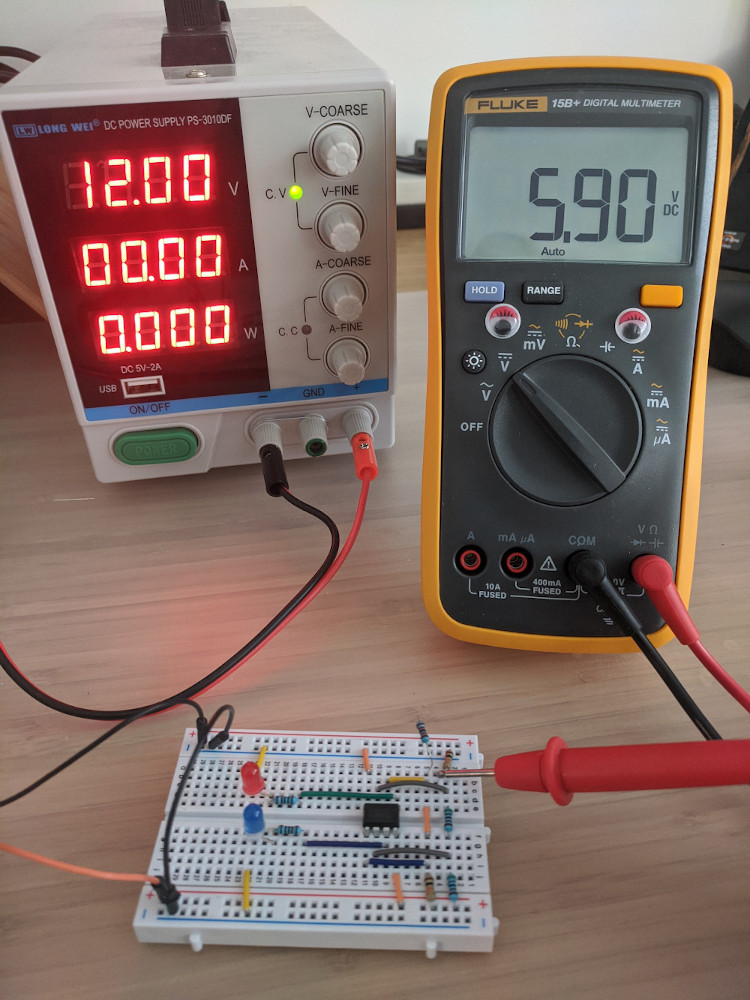 LW LONG WEI® DC POWER SUPPLY PS-3010DF
12.00 V
00.00 A
0.000 W
DC 5V-2A
USB
ON/OFF
POWER
V-COARSE
C.V
V-FINE
A-COARSE
C.C
A-FINE
− GND +
FLUKE 15B+ DIGITAL MULTIMETER
5.90 V DC
Auto
HOLD RANGE
mV Ω A
V mA
V μA
OFF
A mA μA COM V Ω
10A FUSED
400mA FUSED